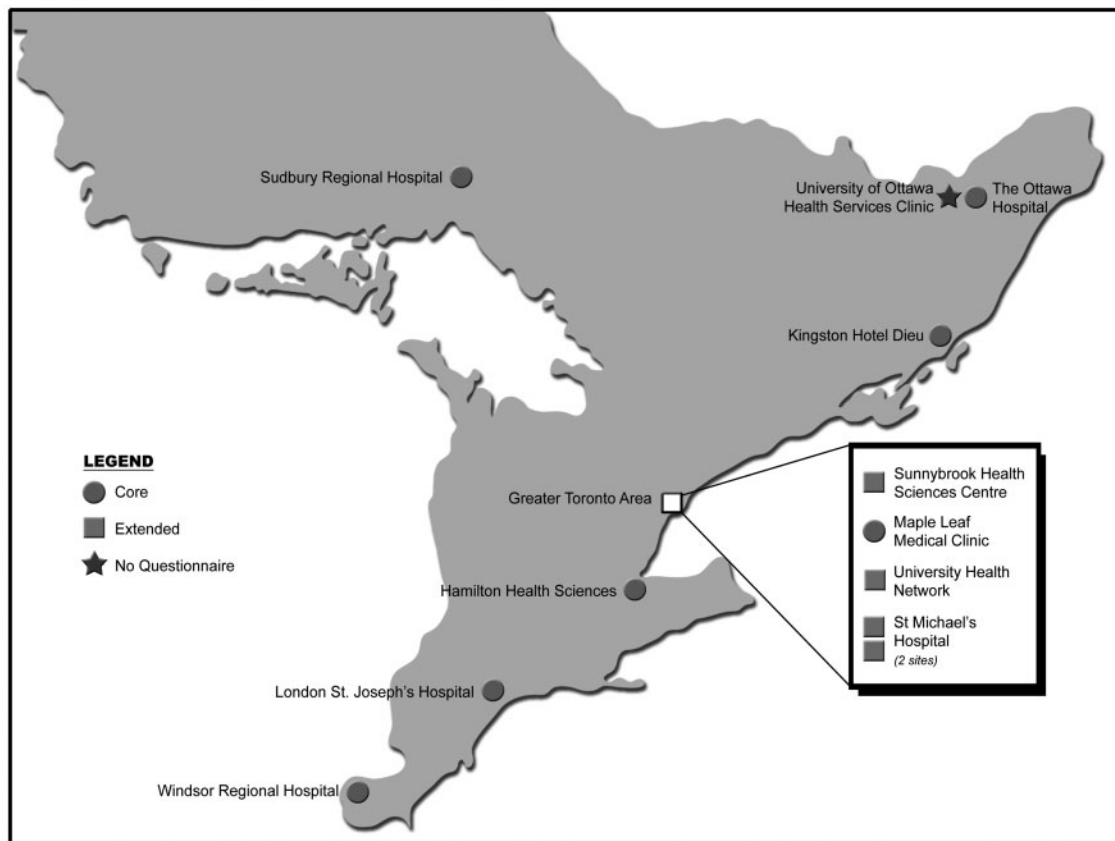 Sudbury Regional Hospital
University of Ottawa
Health Services Clinic
The Ottawa
Hospital
Kingston Hotel Dieu
LEGEND
Core
Extended
No Questionnaire
Greater Toronto Area
Sunnybrook Health
Sciences Centre
Maple Leaf
Medical Clinic
University Health
Network
St Michael's
Hospital
(2 sites)
Hamilton Health Sciences
London St. Joseph's Hospital
Windsor Regional Hospital